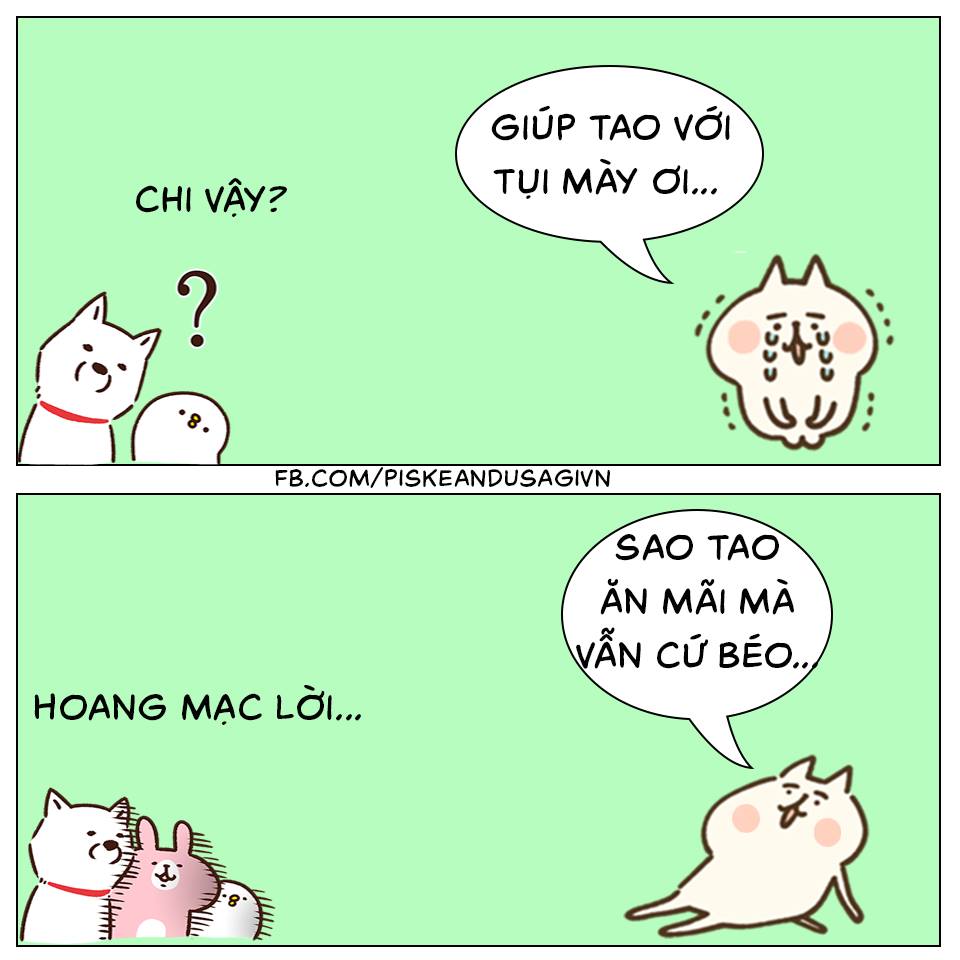 CHI VẬY?
GIÚP TAO VỚI
TỤI MÀY ƠI...
?
FB.COM/PISKEANDUSAGIVN
SAO TAO
ĂN MÃI MÀ
VẪN CỨ BÉO...
HOANG MẠC LỜI...